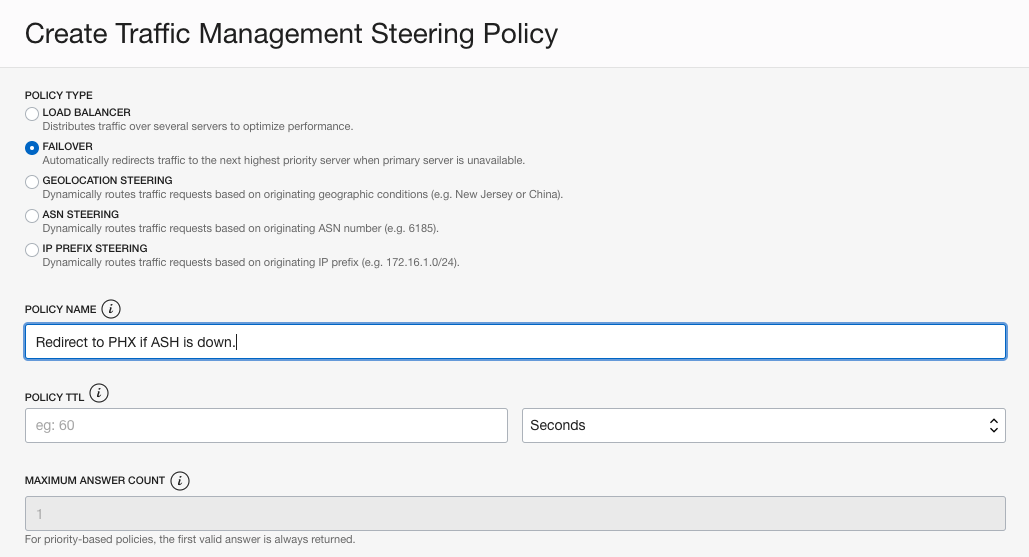 Create Traffic Management Steering Policy
POLICY TYPE
LOAD BALANCER
Distributes traffic over several servers to optimize performance.
FAILOVER
Automatically redirects traffic to the next highest priority server when primary server is unavailable.
GEOLOCATION STEERING
Dynamically routes traffic requests based on originating geographic conditions (e.g. New Jersey or China).
ASN STEERING
Dynamically routes traffic requests based on originating ASN number (e.g. 6185).
IP PREFIX STEERING
Dynamically routes traffic requests based on originating IP prefix (e.g. 172.16.1.0/24).
POLICY NAME i
Redirect to PHX if ASH is down.
POLICY TTL i
eg: 60 Seconds
MAXIMUM ANSWER COUNT i
1
For priority-based policies, the first valid answer is always returned.